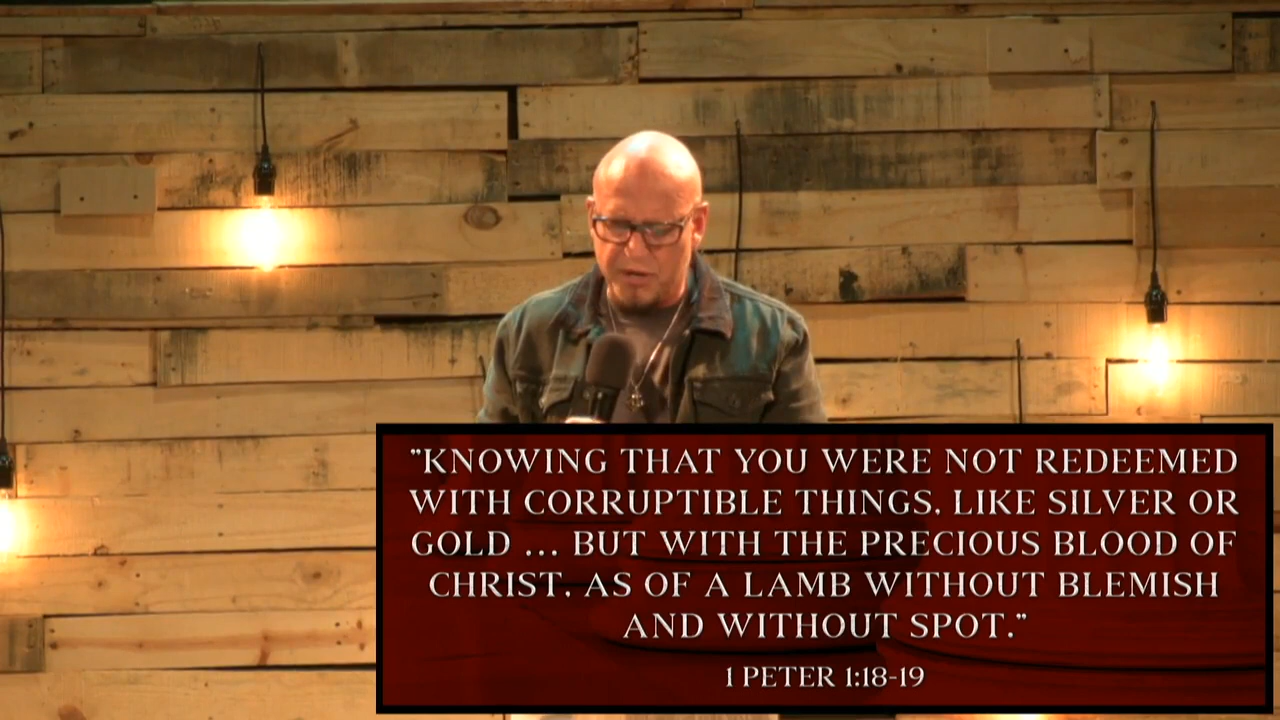 "KNOWING THAT YOU WERE NOT REDEEMED
WITH CORRUPTIBLE THINGS, LIKE SILVER OR
GOLD ... BUT WITH THE PRECIOUS BLOOD OF
CHRIST, AS OF A LAMB WITHOUT BLEMISH
AND WITHOUT SPOT."
1 PETER 1:18-19